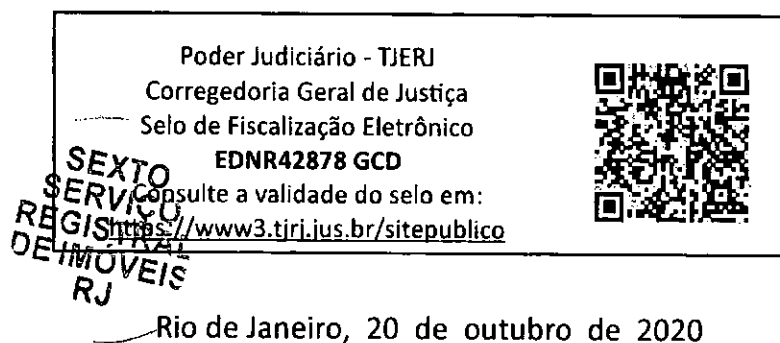 Poder Judiciário - TJERJ
Corregedoria Geral de Justiça
Selo de Fiscalização Eletrônico
EDNR42878 GCD
Consulte a validade do selo em:
https://www3.tjrj.jus.br/sitepublico
SEXTO
SERVIÇO
REGISTRAL
DE IMÓVEIS
RJ
Rio de Janeiro, 20 de outubro de 2020